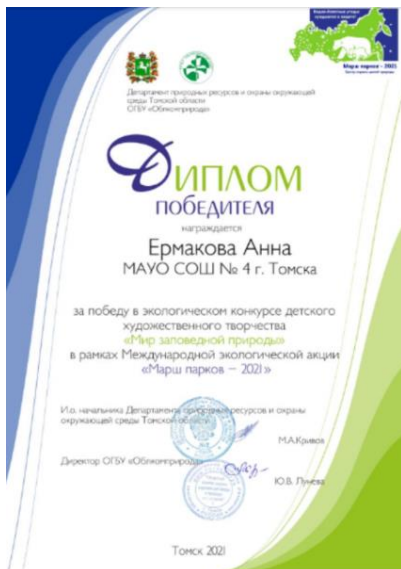 Марш парков - 2021
Департамент природных ресурсов и охраны окружающей
среды Томской области
ОГБУ «Облкомприрода»
ДИПЛОМ
ПОБЕДИТЕЛЯ
награждается
Ермакова Анна
МАУО СОШ № 4 г. Томска
за победу в экологическом конкурсе детского
художественного творчества
«Мир заповедной природы»
в рамках Международной экологической акции
«Марш парков – 2021»
И.о. начальника Департамента природных ресурсов и охраны
окружающей среды Томской области
М.А.Кривов
Директор ОГБУ «Облкомприрода»
Ю.В. Лунева
Томск 2021